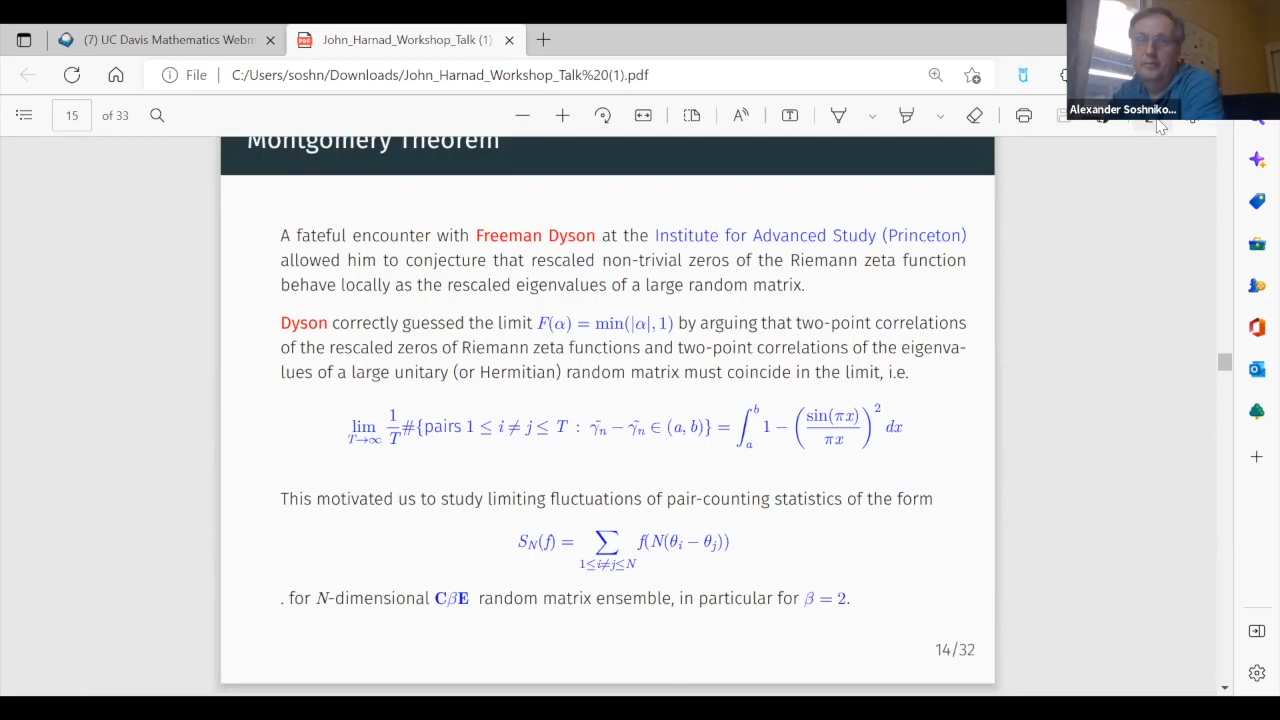 (7) UC Davis Mathematics Webm
John_Harnad_Workshop_Talk (1)
File
C:/Users/soshn/Downloads/John_Harnad_Workshop_Talk%20(1).pdf
Alexander Soshniko...
15 of 33
Montgomery Theorem
A fateful encounter with Freeman Dyson at the Institute for Advanced Study (Princeton)
allowed him to conjecture that rescaled non-trivial zeros of the Riemann zeta function
behave locally as the rescaled eigenvalues of a large random matrix.
Dyson correctly guessed the limit F(α) = min(|α|, 1) by arguing that two-point correlations
of the rescaled zeros of Riemann zeta functions and two-point correlations of the eigenva-
lues of a large unitary (or Hermitian) random matrix must coincide in the limit, i.e.
lim_{T→∞} 1/T #{pairs 1 ≤ i ≠ j ≤ T : γ̃_n − γ̃_n ∈ (a, b)} = ∫_a^b 1 − (sin(πx)/πx)^2 dx
This motivated us to study limiting fluctuations of pair-counting statistics of the form
S_N(f) = ∑_{1≤i≠j≤N} f(N(θ_i − θ_j))
. for N-dimensional CβE random matrix ensemble, in particular for β = 2.
14/32